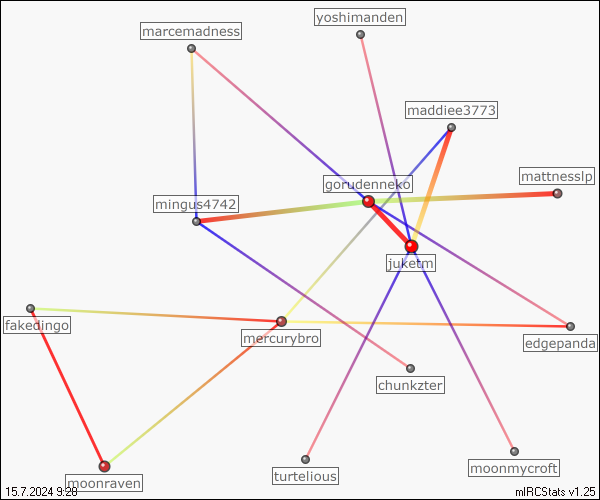 yoshimanden
marcemadness
maddiee3773
mattnesslp
gorudenneko
mingus4742
juketm
fakedingo
mercurybro
edgepanda
chunkzter
moonmycroft
turtelious
moonraven
15.7.2024 9:28
mIRCStats v1.25